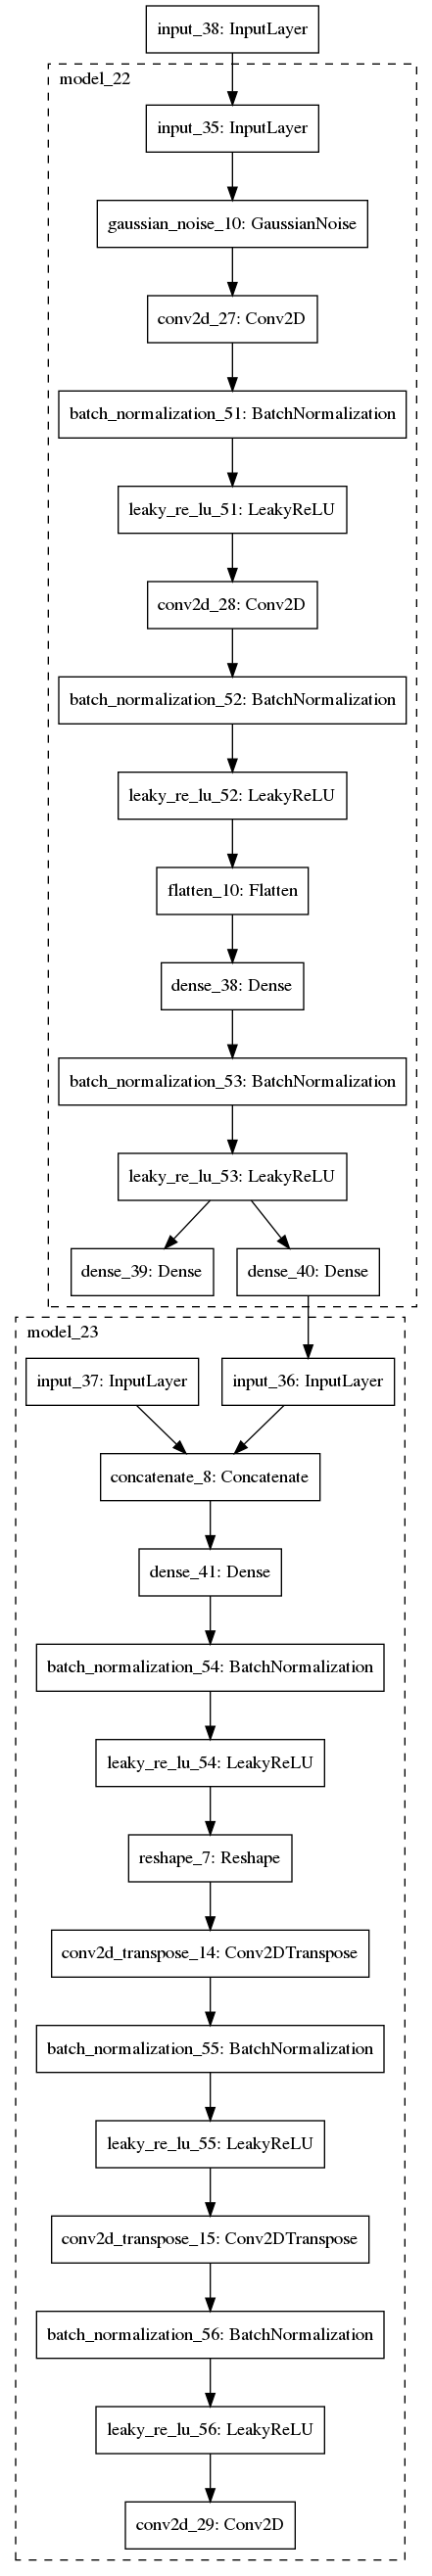 input_38: InputLayer
model_22
input_35: InputLayer
gaussian_noise_10: GaussianNoise
conv2d_27: Conv2D
batch_normalization_51: BatchNormalization
leaky_re_lu_51: LeakyReLU
conv2d_28: Conv2D
batch_normalization_52: BatchNormalization
leaky_re_lu_52: LeakyReLU
flatten_10: Flatten
dense_38: Dense
batch_normalization_53: BatchNormalization
leaky_re_lu_53: LeakyReLU
dense_39: Dense
dense_40: Dense
model_23
input_37: InputLayer
input_36: InputLayer
concatenate_8: Concatenate
dense_41: Dense
batch_normalization_54: BatchNormalization
leaky_re_lu_54: LeakyReLU
reshape_7: Reshape
conv2d_transpose_14: Conv2DTranspose
batch_normalization_55: BatchNormalization
leaky_re_lu_55: LeakyReLU
conv2d_transpose_15: Conv2DTranspose
batch_normalization_56: BatchNormalization
leaky_re_lu_56: LeakyReLU
conv2d_29: Conv2D